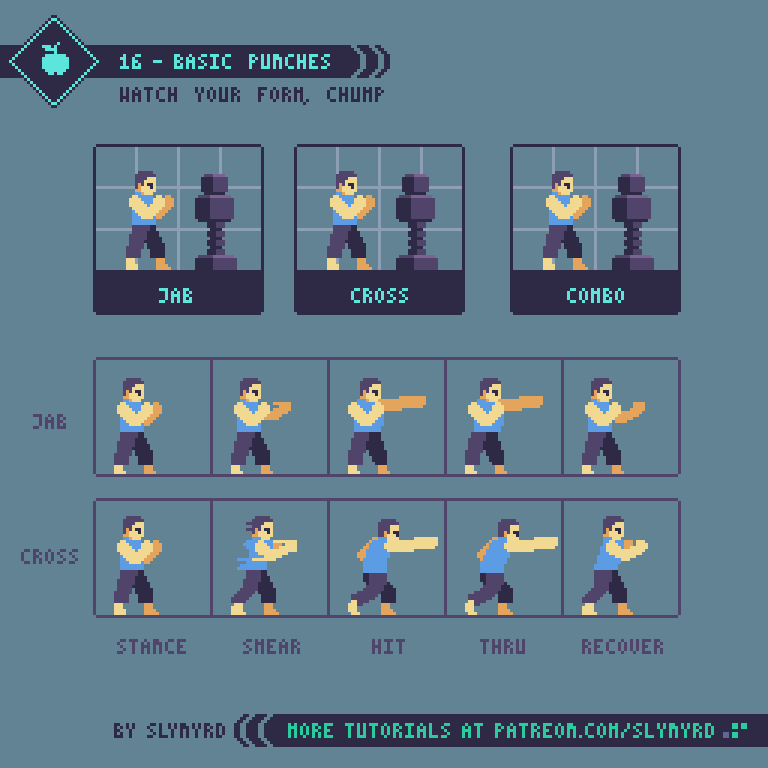 16 - BASIC PUNCHES
WATCH YOUR FORM, CHUMP
JAB CROSS COMBO
JAB
CROSS
STANCE SMEAR HIT THRU RECOVER
BY SLYNYRD MORE TUTORIALS AT PATREON.COM/SLYNYRD